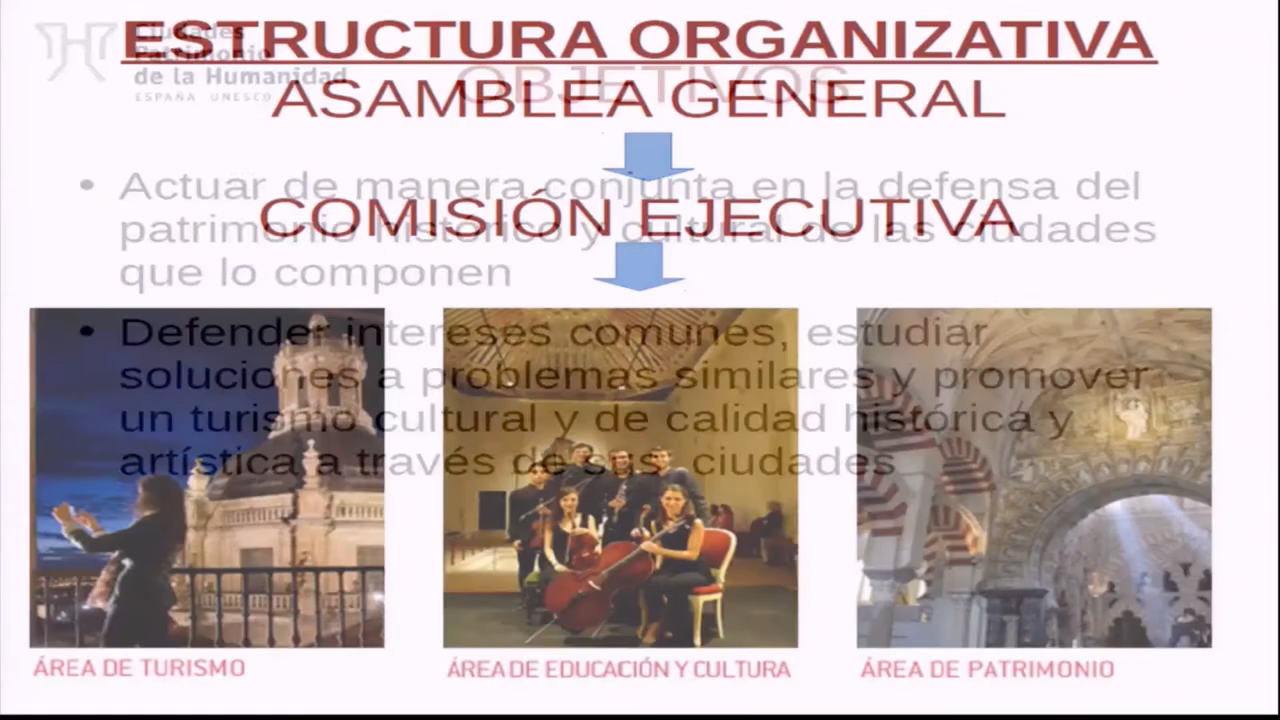 ESTRUCTURA ORGANIZATIVA
Ciudades
Patrimonio
de la Humanidad
ESPAÑA UNESCO
OBJETIVOS
ASAMBLEA GENERAL
• Actuar de manera conjunta en la defensa del
patrimonio histórico y cultural de las ciudades
que lo componen
COMISIÓN EJECUTIVA
• Defender intereses comunes, estudiar
soluciones a problemas similares y promover
un turismo cultural y de calidad histórica y
artística a través de sus ciudades
ÁREA DE TURISMO
ÁREA DE EDUCACIÓN Y CULTURA
ÁREA DE PATRIMONIO